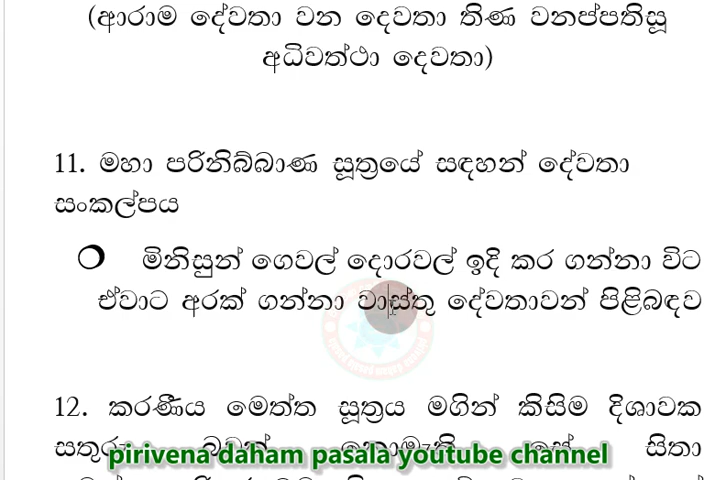 (ආරාම දේවතා වන දෙවතා තිණ වනප්පතිසූ
අධිවත්ථා දෙවතා)
11. මහා පරිනිබ්බාණ සූත්‍රයේ සඳහන් දේවතා
සංකල්පය
❍ මිනිසුන් ගෙවල් දොරවල් ඉදි කර ගන්නා විට
ඒවාට අරක් ගන්නා වාස්තු දේවතාවන් පිළිබඳව
12. කරණීය මෙත්ත සූත්‍රය මගින් කිසිම දිශාවක
සිතා
pirivena daham pasala youtube channel